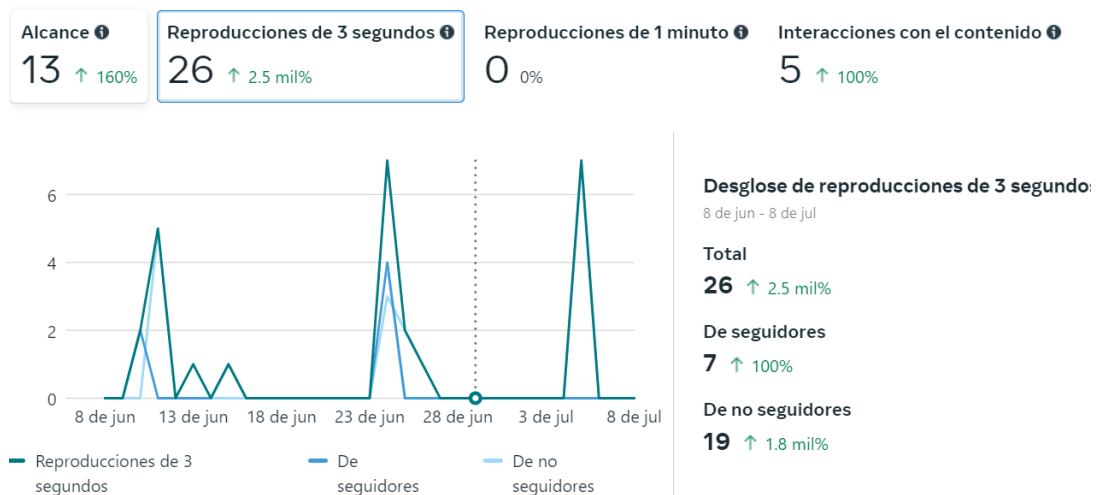 Alcance
13 ↑ 160%
Reproducciones de 3 segundos
26 ↑ 2.5 mil%
Reproducciones de 1 minuto
0 0%
Interacciones con el contenido
5 ↑ 100%
6
4
2
0
8 de jun 13 de jun 18 de jun 23 de jun 28 de jun 3 de jul 8 de jul
Reproducciones de 3
segundos
De
seguidores
De no
seguidores
Desglose de reproducciones de 3 segundo
8 de jun - 8 de jul
Total
26 ↑ 2.5 mil%
De seguidores
7 ↑ 100%
De no seguidores
19 ↑ 1.8 mil%